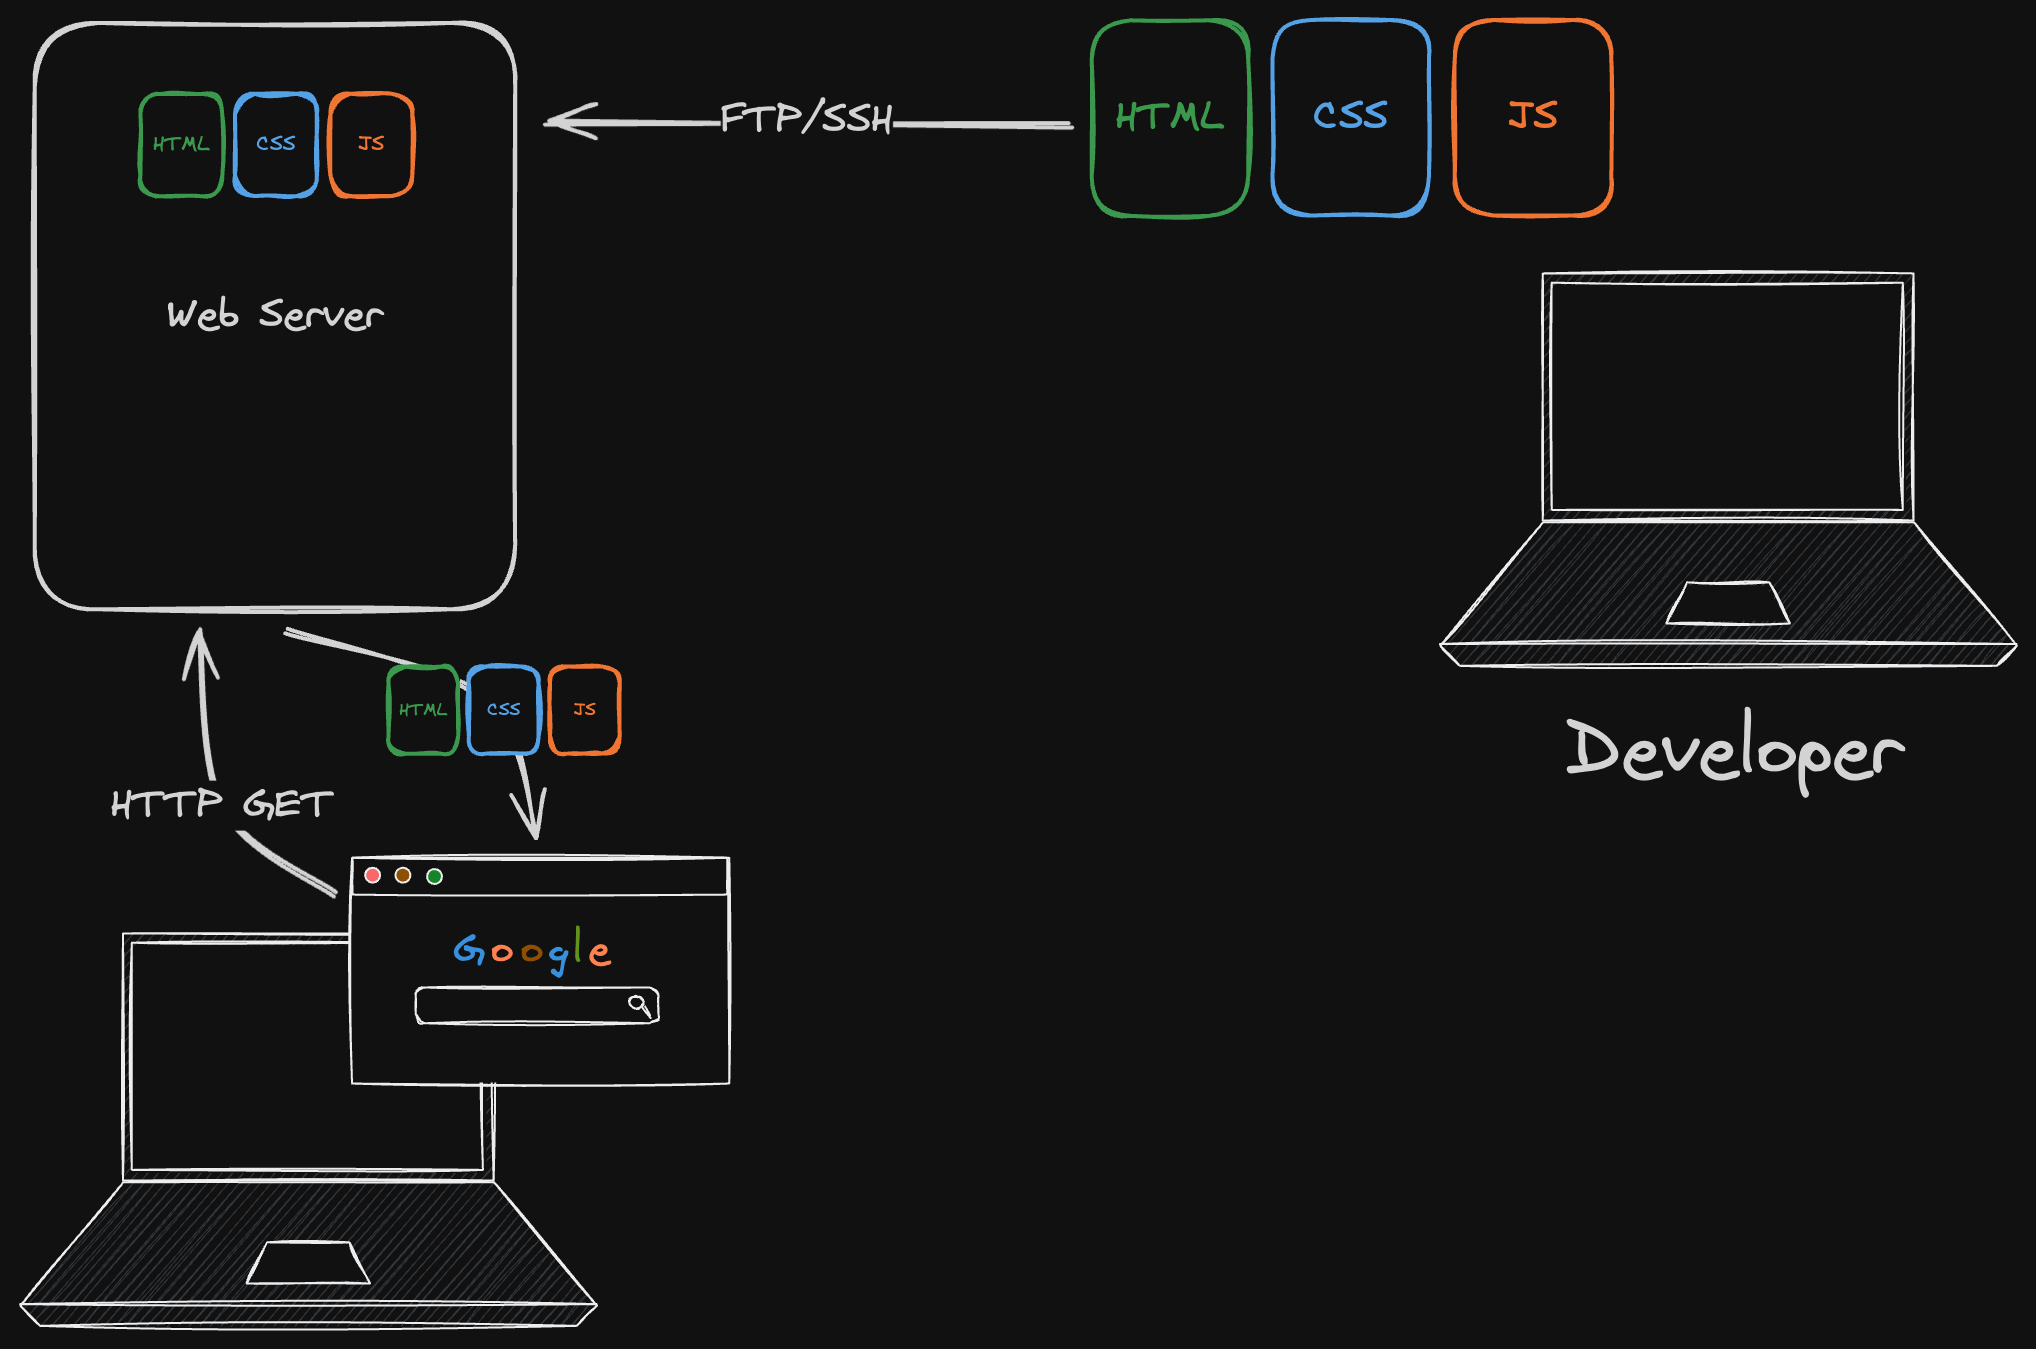 HTML CSS JS
FTP/SSH
HTML CSS JS
Web Server
HTML CSS JS
HTTP GET
Google
Developer